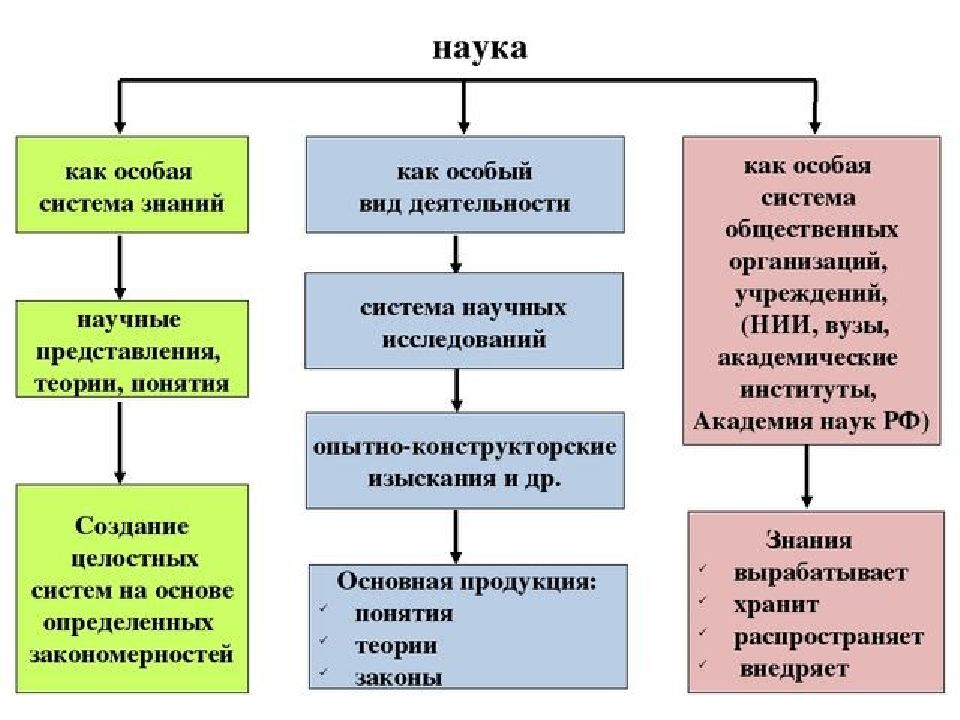 наука
как особая
система знаний
научные
представления,
теории, понятия
Создание
целостных
систем на основе
определенных
закономерностей
как особый
вид деятельности
система научных
исследований
опытно-конструкторские
изыскания и др.
Основная продукция:
✓ понятия
✓ теории
✓ законы
как особая
система
общественных
организаций,
учреждений,
(НИИ, вузы,
академические
институты,
Академия наук РФ)
Знания
✓ вырабатывает
✓ хранит
✓ распространяет
✓ внедряет